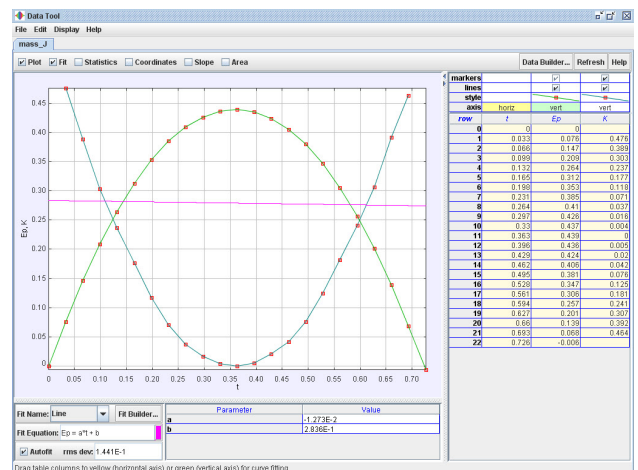 Data Tool
File Edit Display Help
mass_J
Plot Fit Statistics Coordinates Slope Area Data Builder... Refresh Help
markers
lines
style
axis horiz vert vert
row t Ep K
0 0 0
1 0.033 0.076 0.476
2 0.066 0.147 0.389
3 0.099 0.209 0.303
4 0.132 0.264 0.237
5 0.165 0.312 0.177
6 0.198 0.353 0.118
7 0.231 0.385 0.071
8 0.264 0.41 0.037
9 0.297 0.426 0.016
10 0.33 0.437 0.004
11 0.363 0.439 0
12 0.396 0.436 0.005
13 0.429 0.424 0.02
14 0.462 0.406 0.042
15 0.495 0.381 0.076
16 0.528 0.347 0.125
17 0.561 0.306 0.181
18 0.594 0.257 0.241
19 0.627 0.201 0.307
20 0.66 0.139 0.392
21 0.693 0.068 0.464
22 0.726 -0.006
0.45
0.40
0.35
0.30
0.25
0.20
0.15
0.10
0.05
0
Ep, K
0 0.05 0.10 0.15 0.20 0.25 0.30 0.35 0.40 0.45 0.50 0.55 0.60 0.65 0.70
t
Fit Name: Line Fit Builder...
Fit Equation: Ep = a*t + b
Autofit rms dev: 1.441E-1
Parameter Value
a -1.273E-2
b 2.836E-1
Drag table columns to yellow (horizontal axis) or green (vertical axis) for curve fitting